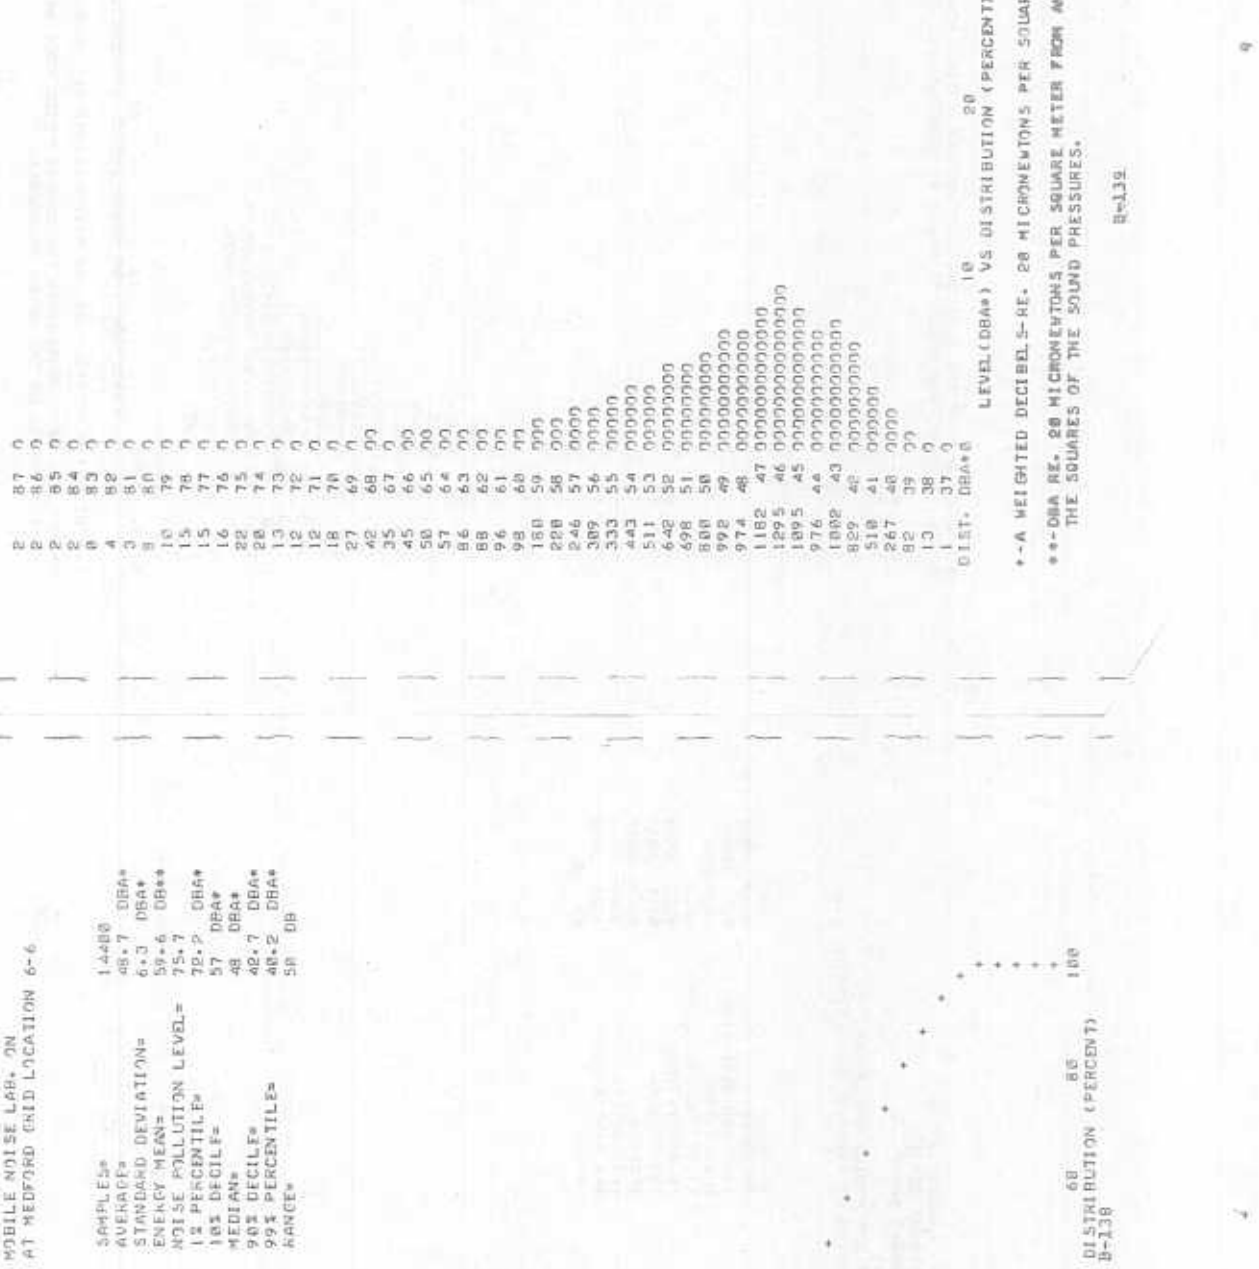 MOBILE NOISE LAB. ON
AT MEDFORD GRID LOCATION 6-6
SAMPLES= 14400
AVERAGE= 48.7 DBA*
STANDARD DEVIATION= 6.3 DBA*
ENERGY MEAN= 59.6 DB**
NOISE POLLUTION LEVEL= 75.7
1% PERCENTILE= 72.2 DBA*
10% DECILE= 57 DBA*
MEDIAN= 48 DBA*
90% DECILE= 42.7 DBA*
99% PERCENTILE= 40.2 DBA*
RANGE= 50 DB
60 80 100
DISTRIBUTION (PERCENT)
B-138
2 87 0
2 86 0
2 85 0
2 84 0
0 83 0
4 82 0
3 81 0
8 80 0
10 79 0
15 78 0
15 77 0
16 76 0
22 75 0
20 74 0
13 73 0
12 72 0
12 71 0
18 70 0
27 69 0
42 68 00
35 67 0
45 66 00
50 65 00
57 64 00
86 63 00
88 62 00
96 61 00
98 60 00
180 59 000
220 58 000
246 57 0000
309 56 0000
333 55 00000
443 54 000000
511 53 000000
642 52 00000000
698 51 00000000
800 50 000000000
992 49 00000000000
974 48 00000000000
1182 47 0000000000000
1295 46 000000000000000
1095 45 0000000000000
976 44 00000000000
1002 43 000000000000
829 42 0000000000
510 41 000000
267 40 0000
82 39 00
13 38 0
1 37 0
DIST. DBA*0 10 20
LEVEL(DBA*) VS DISTRIBUTION (PERCENT
*-A WEIGHTED DECIBELS-RE. 20 MICRONEWTONS PER SQUAR
**-DBA RE. 20 MICRONEWTONS PER SQUARE METER FROM
THE SQUARES OF THE SOUND PRESSURES.
B-139